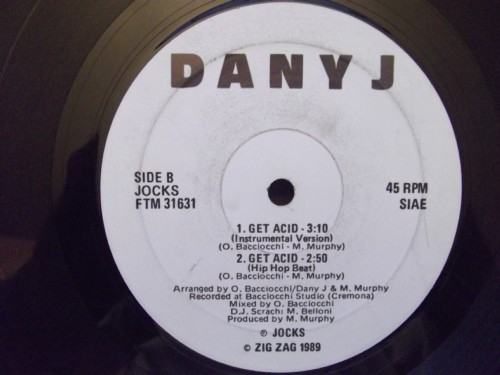 DANY J
SIDE B
JOCKS
FTM 31631
45 RPM
SIAE
1. GET ACID - 3:10
(Instrumental Version)
(O. Bacciocchi - M. Murphy)
2. GET ACID - 2:50
(Hip Hop Beat)
(O. Bacciocchi - M. Murphy)
Arranged by O. Bacciocchi/Dany J & M. Murphy
Recorded at Bacciocchi Studio (Cremona)
Mixed by O. Bacciocchi
D.J. Scrachi M. Belloni
Produced by M. Murphy
℗ JOCKS
© ZIG ZAG 1989